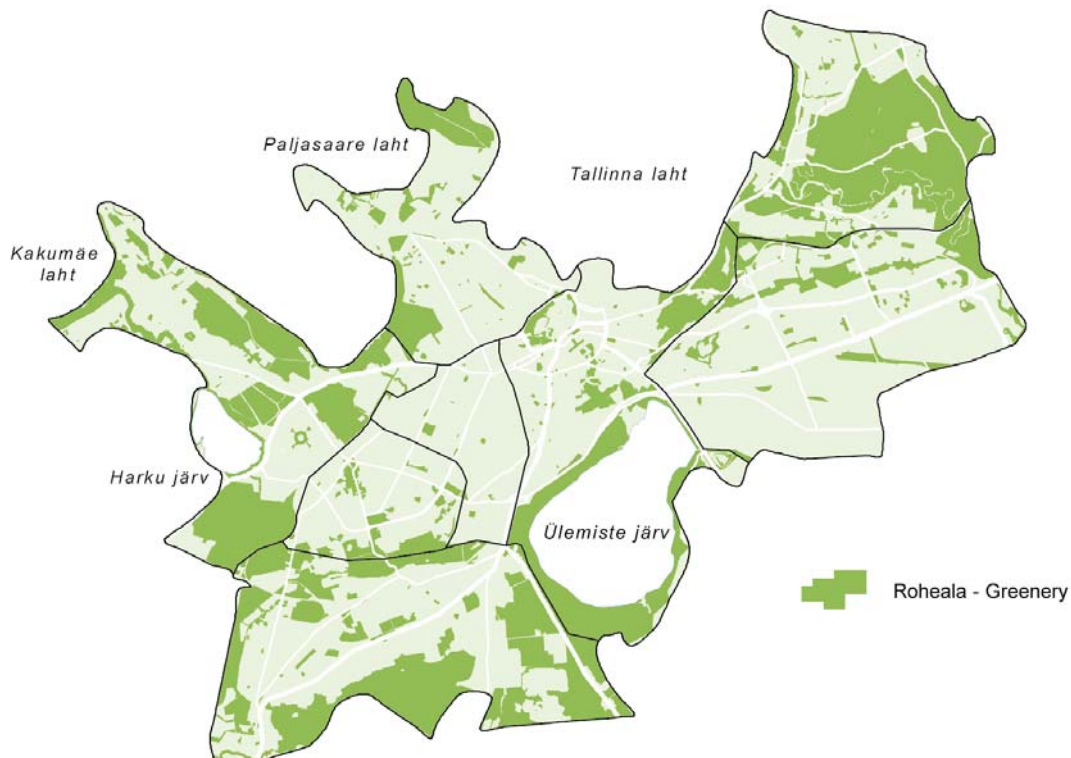 Paljasaare laht
Tallinna laht
Kakumäe
laht
Harku järv
Ülemiste järv
Roheala - Greenery